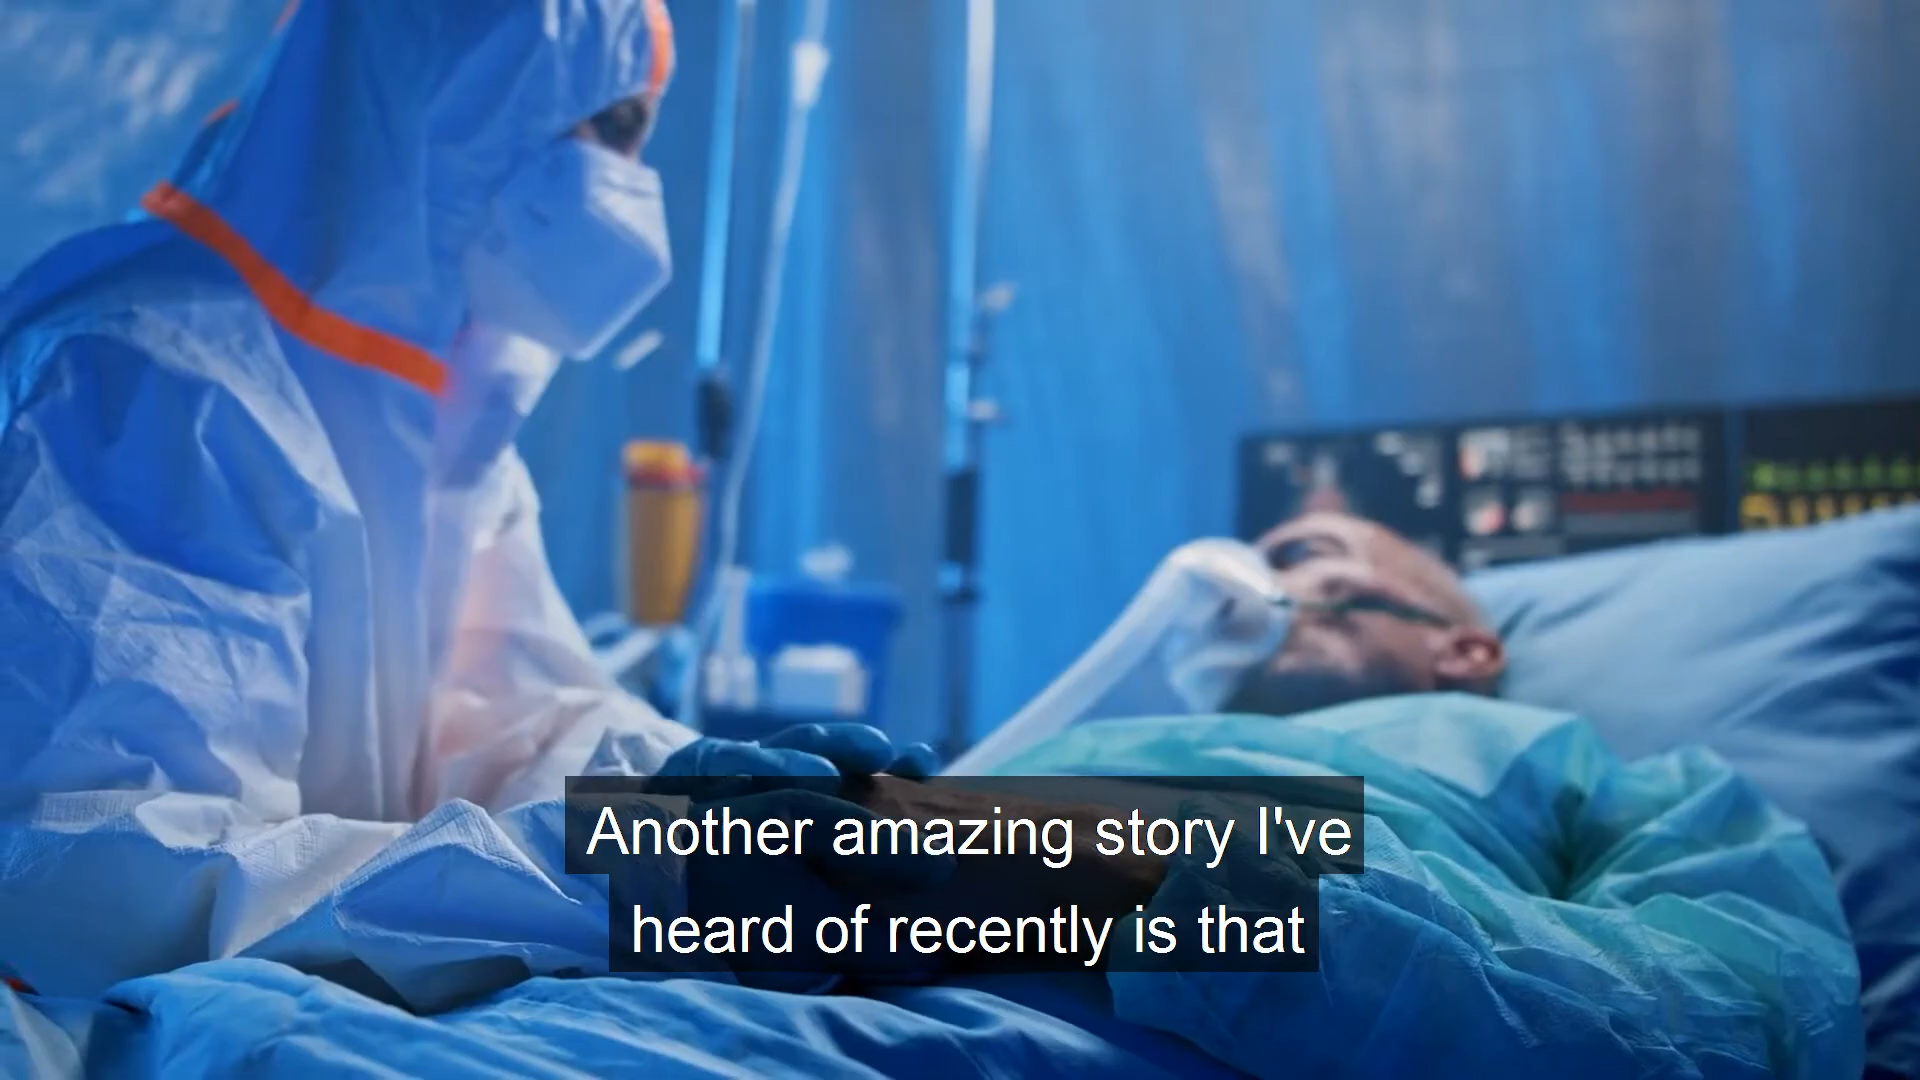 Another amazing story I've
heard of recently is that